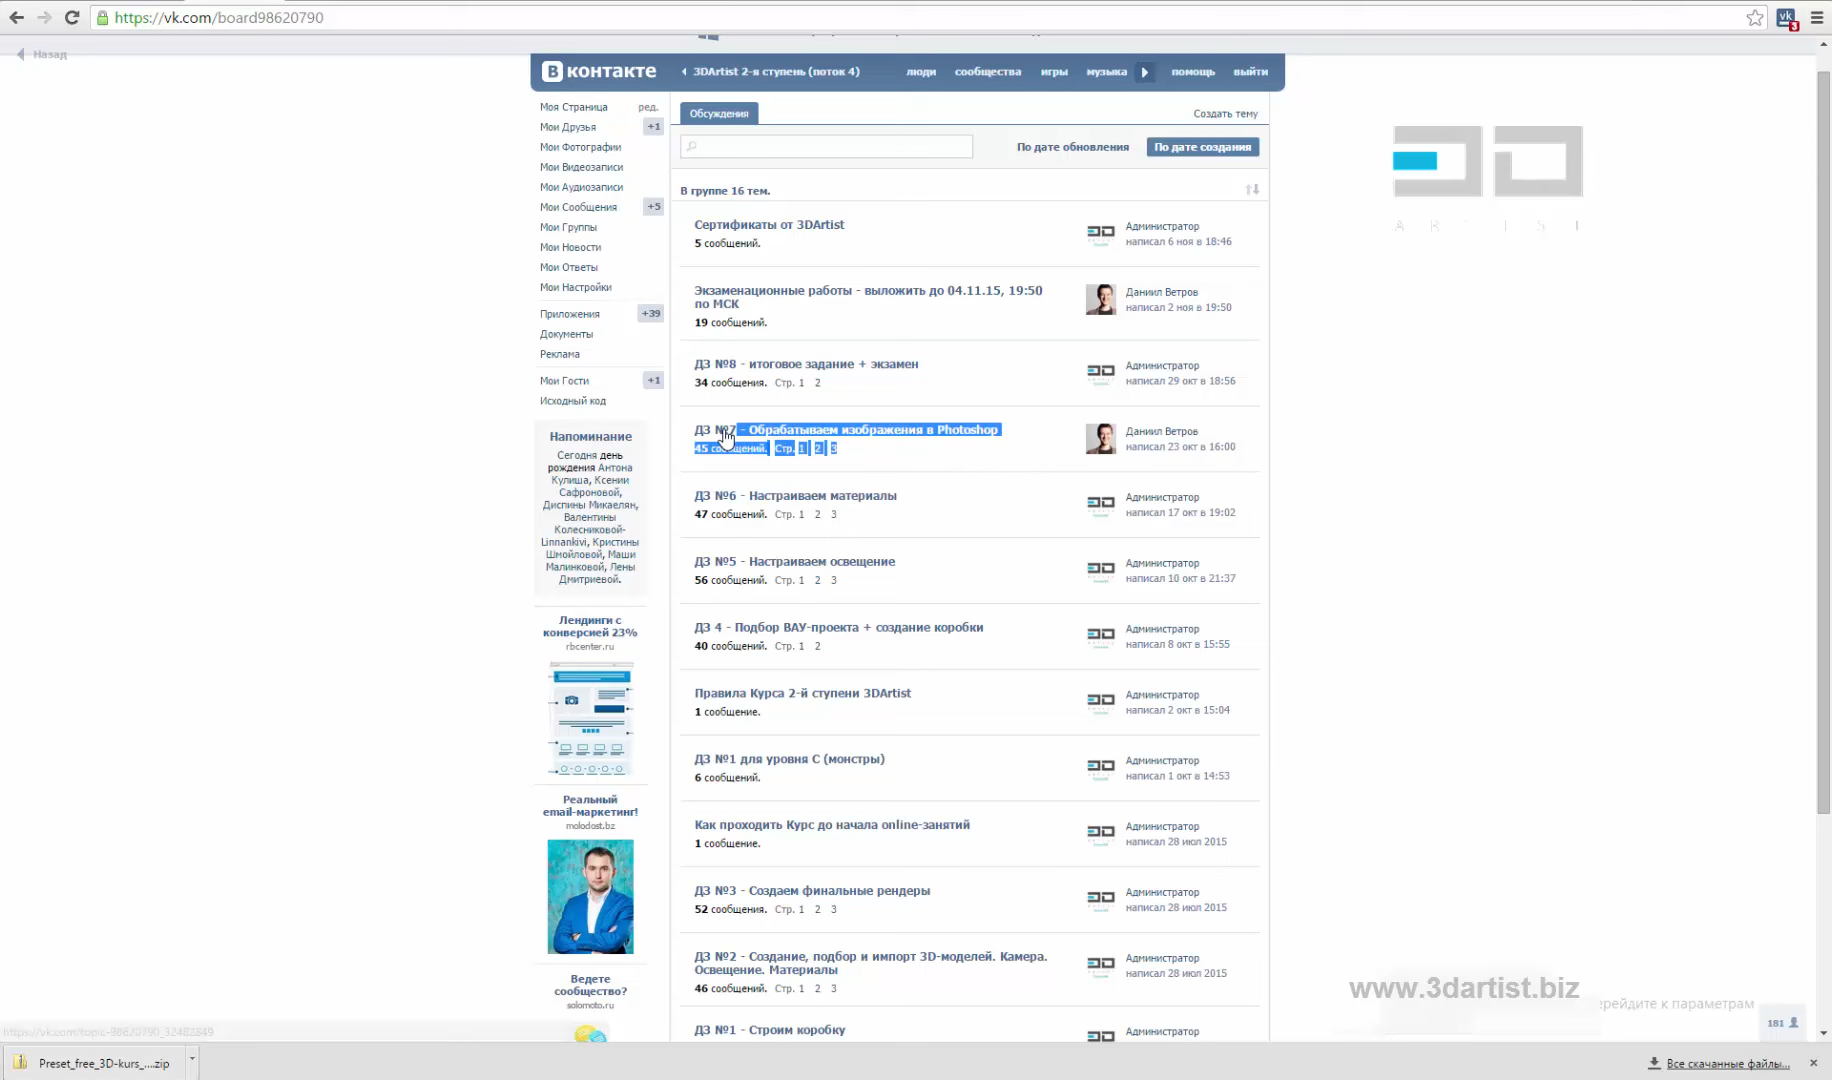 https://vk.com/board98620790
Назад
В контакте
3DArtist 2-я ступень (поток 4)
люди
сообщества
игры
музыка
помощь
выйти
Моя Страница
ред.
Мои Друзья
+1
Мои Фотографии
Мои Видеозаписи
Мои Аудиозаписи
Мои Сообщения
+5
Мои Группы
Мои Новости
Мои Ответы
Мои Настройки
Приложения
+39
Документы
Реклама
Мои Гости
+1
Исходный код
Напоминание
Сегодня день
рождения Антона
Кулиша, Ксении
Сафроновой,
Диспины Микаелян,
Валентины
Колесниковой-
Linnankivi, Кристины
Шмойловой, Маши
Малинковой, Лены
Дмитриевой.
Лендинги с
конверсией 23%
rbcenter.ru
Реальный
email-маркетинг!
molodost.biz
Ведете
сообщество?
solomoto.ru
Обсуждения
Создать тему
По дате обновления
По дате создания
В группе 16 тем.
Сертификаты от 3DArtist
5 сообщений.
Администратор
написал 6 ноя в 18:46
Экзаменационные работы - выложить до 04.11.15, 19:50
по МСК
19 сообщений.
Даниил Ветров
написал 2 ноя в 19:50
ДЗ №8 - итоговое задание + экзамен
34 сообщения. Стр. 1 2
Администратор
написал 29 окт в 18:56
ДЗ №7 - Обрабатываем изображения в Photoshop
45 сообщений. Стр. 1 2 3
Даниил Ветров
написал 23 окт в 16:00
ДЗ №6 - Настраиваем материалы
47 сообщений. Стр. 1 2 3
Администратор
написал 17 окт в 19:02
ДЗ №5 - Настраиваем освещение
56 сообщений. Стр. 1 2 3
Администратор
написал 10 окт в 21:37
ДЗ 4 - Подбор ВАУ-проекта + создание коробки
40 сообщений. Стр. 1 2
Администратор
написал 8 окт в 15:55
Правила Курса 2-й ступени 3DArtist
1 сообщение.
Администратор
написал 2 окт в 15:04
ДЗ №1 для уровня С (монстры)
6 сообщений.
Администратор
написал 1 окт в 14:53
Как проходить Курс до начала online-занятий
1 сообщение.
Администратор
написал 28 июл 2015
ДЗ №3 - Создаем финальные рендеры
52 сообщения. Стр. 1 2 3
Администратор
написал 28 июл 2015
ДЗ №2 - Создание, подбор и импорт 3D-моделей. Камера.
Освещение. Материалы
46 сообщений. Стр. 1 2 3
Администратор
написал 28 июл 2015
ДЗ №1 - Строим коробку
Администратор
www.3dartist.biz
ерейдите к параметрам
181
https://vk.com/topic-98620790_32482849
Preset_free_3D-kurs_....zip
Все скачанные файлы...